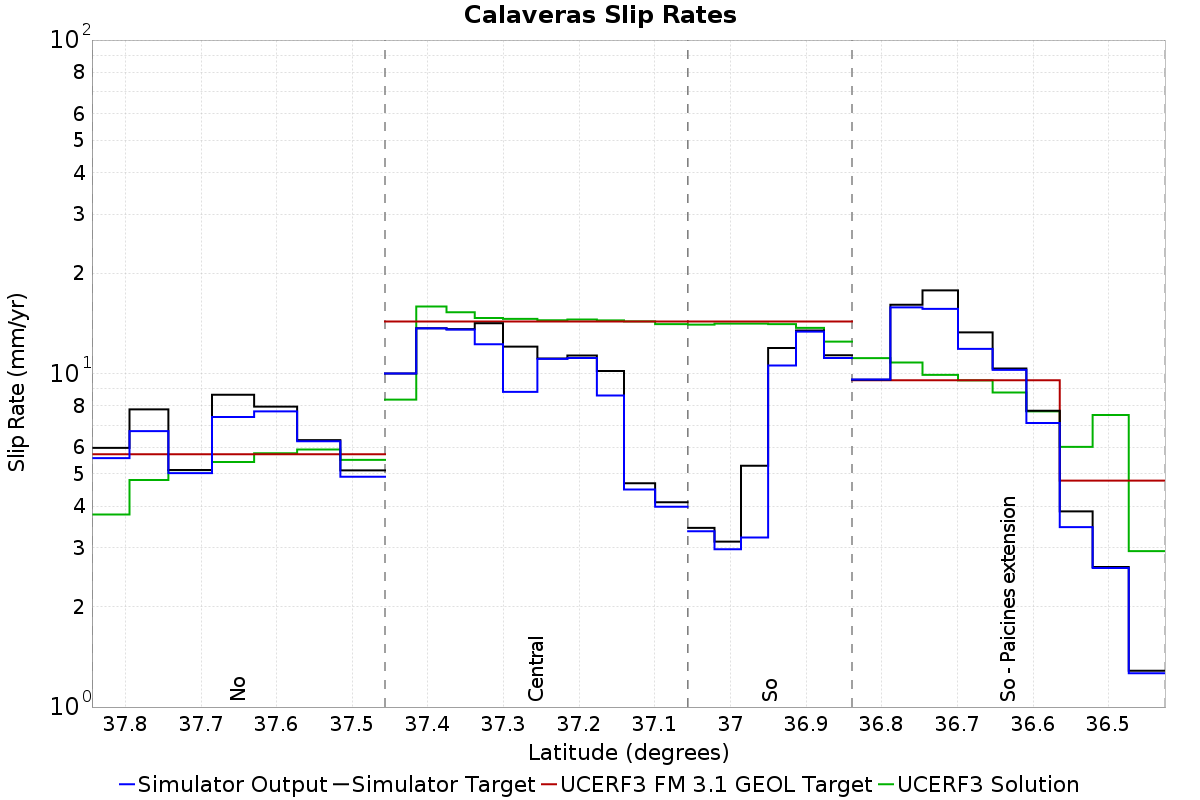 Calaveras Slip Rates
Slip Rate (mm/yr)
10^2
8
6
5
4
3
2
10^1
8
6
5
4
3
2
10^0
No
Central
So
So - Paicines extension
37.8 37.7 37.6 37.5 37.4 37.3 37.2 37.1 37 36.9 36.8 36.7 36.6 36.5
Latitude (degrees)
Simulator Output Simulator Target UCERF3 FM 3.1 GEOL Target UCERF3 Solution